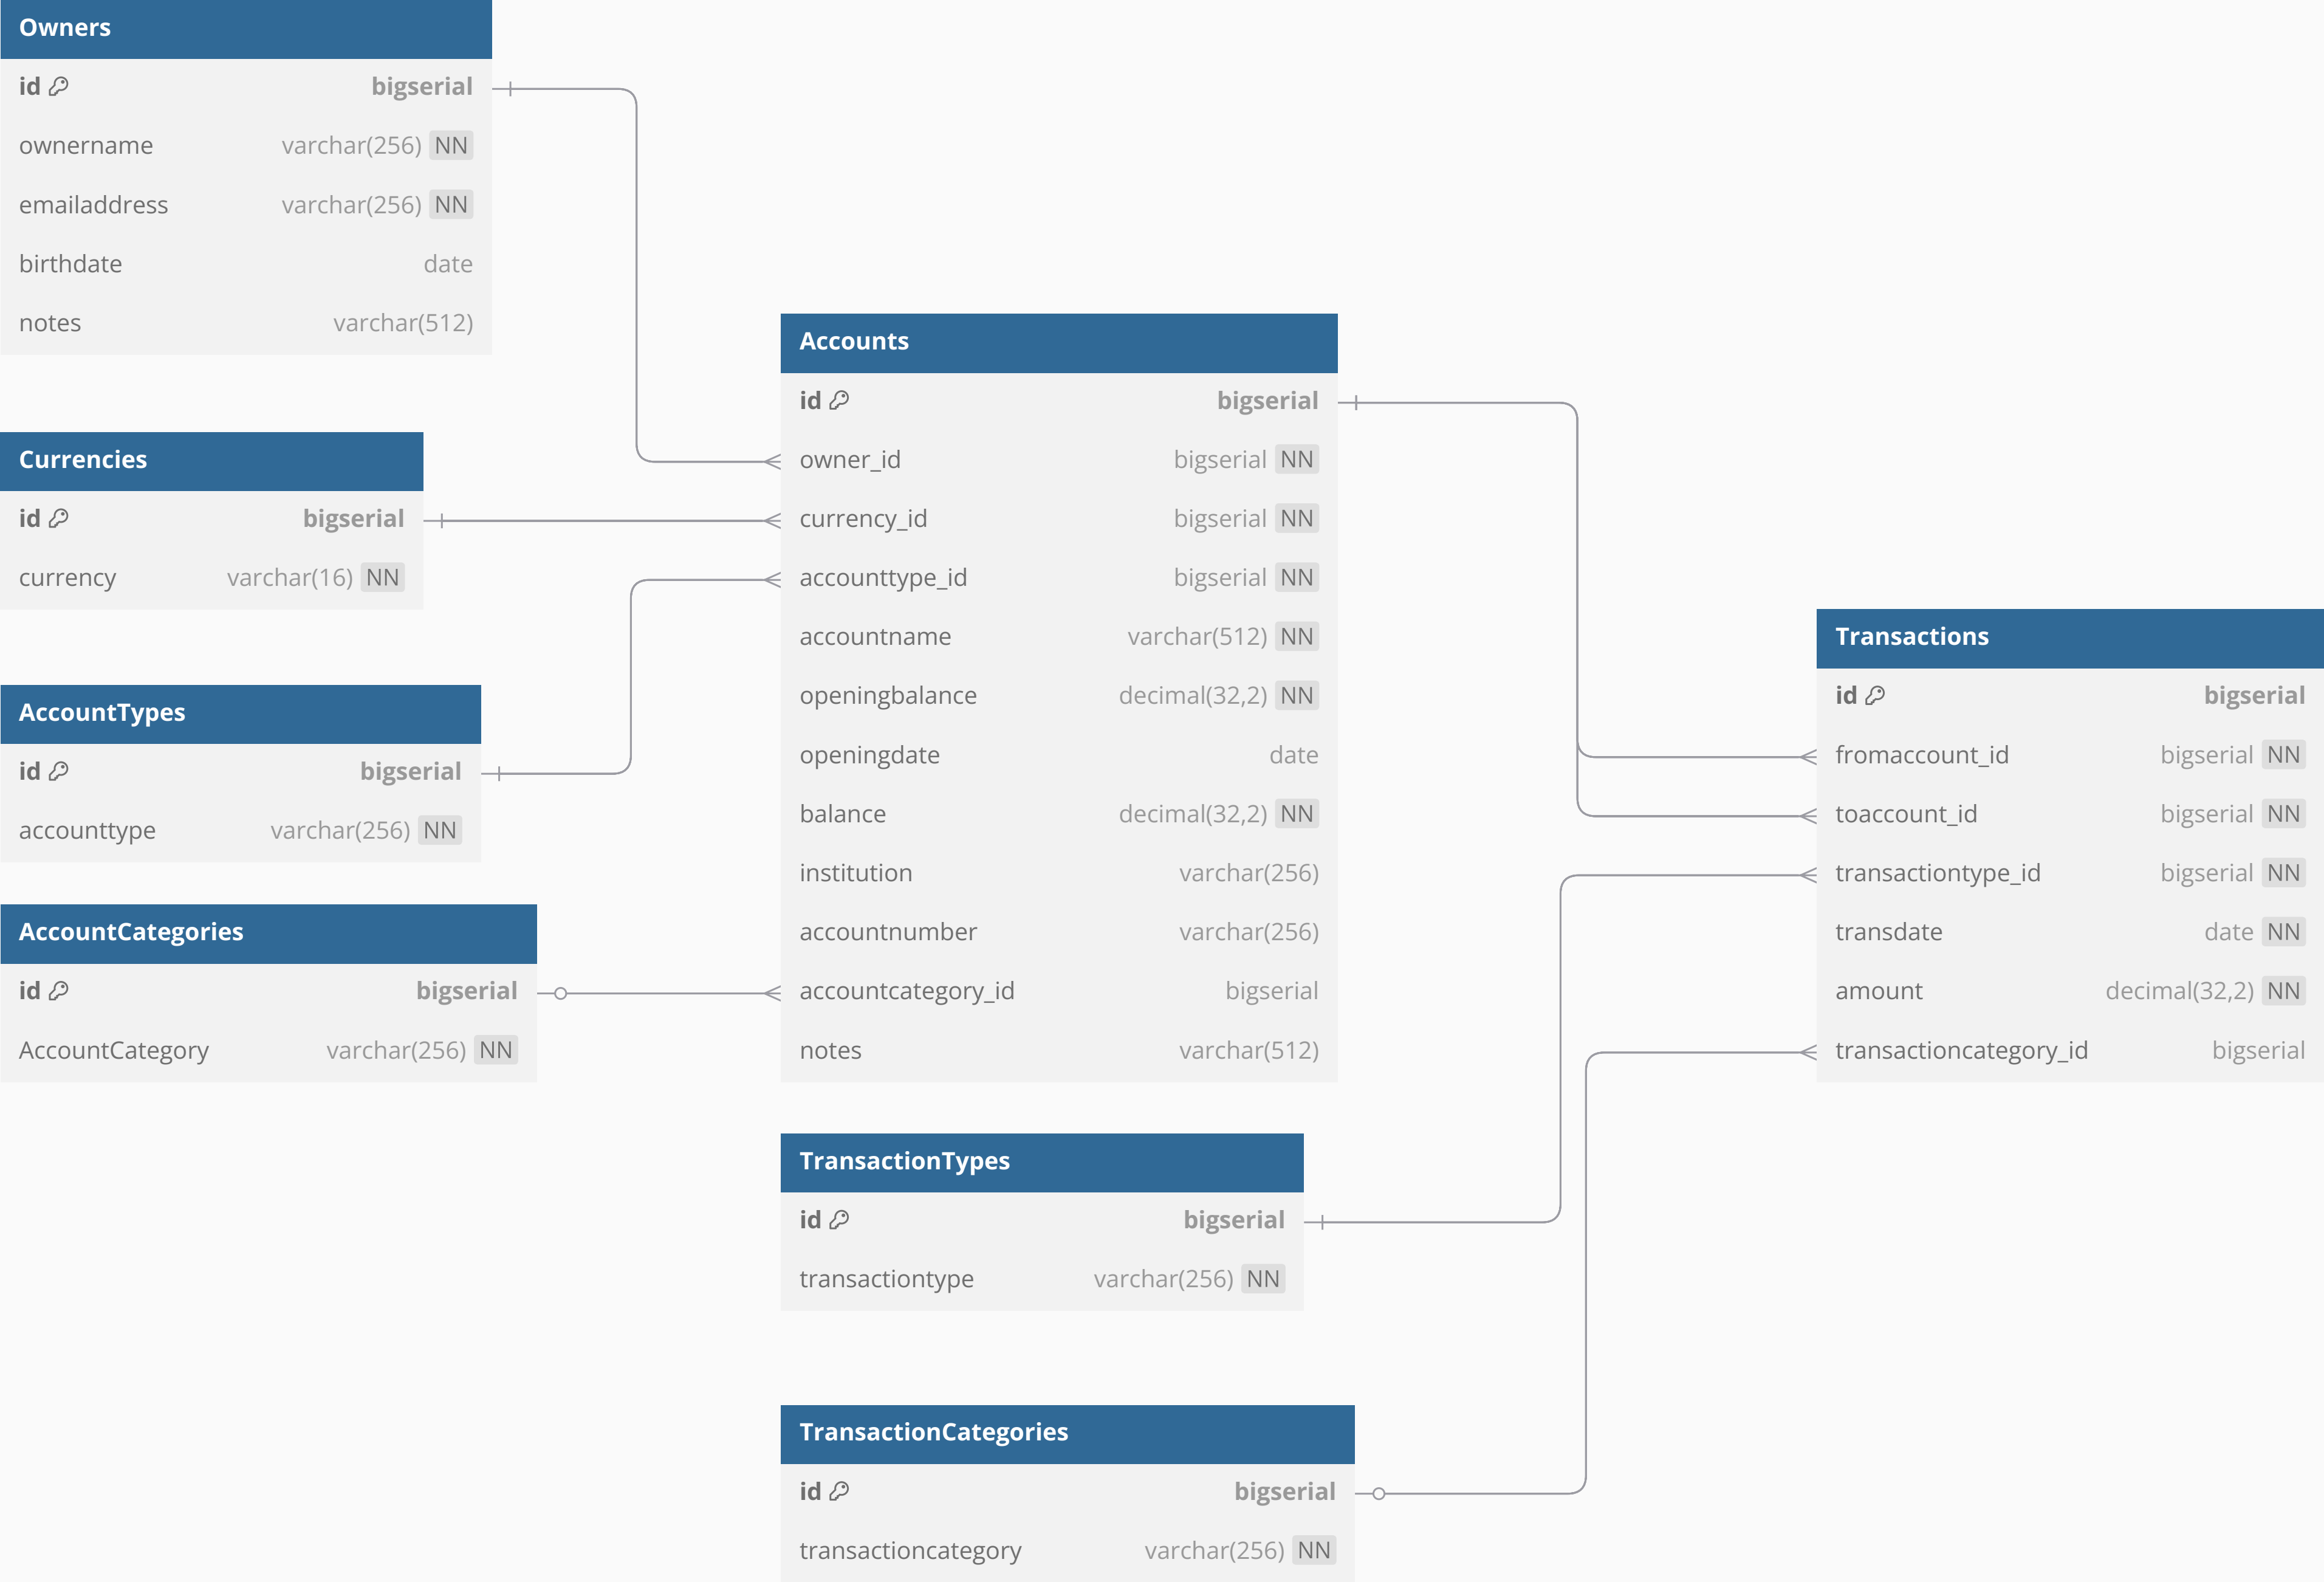 Owners
id bigserial
ownername varchar(256) NN
emailaddress varchar(256) NN
birthdate date
notes varchar(512)
Currencies
id bigserial
currency varchar(16) NN
AccountTypes
id bigserial
accounttype varchar(256) NN
AccountCategories
id bigserial
AccountCategory varchar(256) NN
Accounts
id bigserial
owner_id bigserial NN
currency_id bigserial NN
accounttype_id bigserial NN
accountname varchar(512) NN
openingbalance decimal(32,2) NN
openingdate date
balance decimal(32,2) NN
institution varchar(256)
accountnumber varchar(256)
accountcategory_id bigserial
notes varchar(512)
TransactionTypes
id bigserial
transactiontype varchar(256) NN
TransactionCategories
id bigserial
transactioncategory varchar(256) NN
Transactions
id bigserial
fromaccount_id bigserial NN
toaccount_id bigserial NN
transactiontype_id bigserial NN
transdate date NN
amount decimal(32,2) NN
transactioncategory_id bigserial